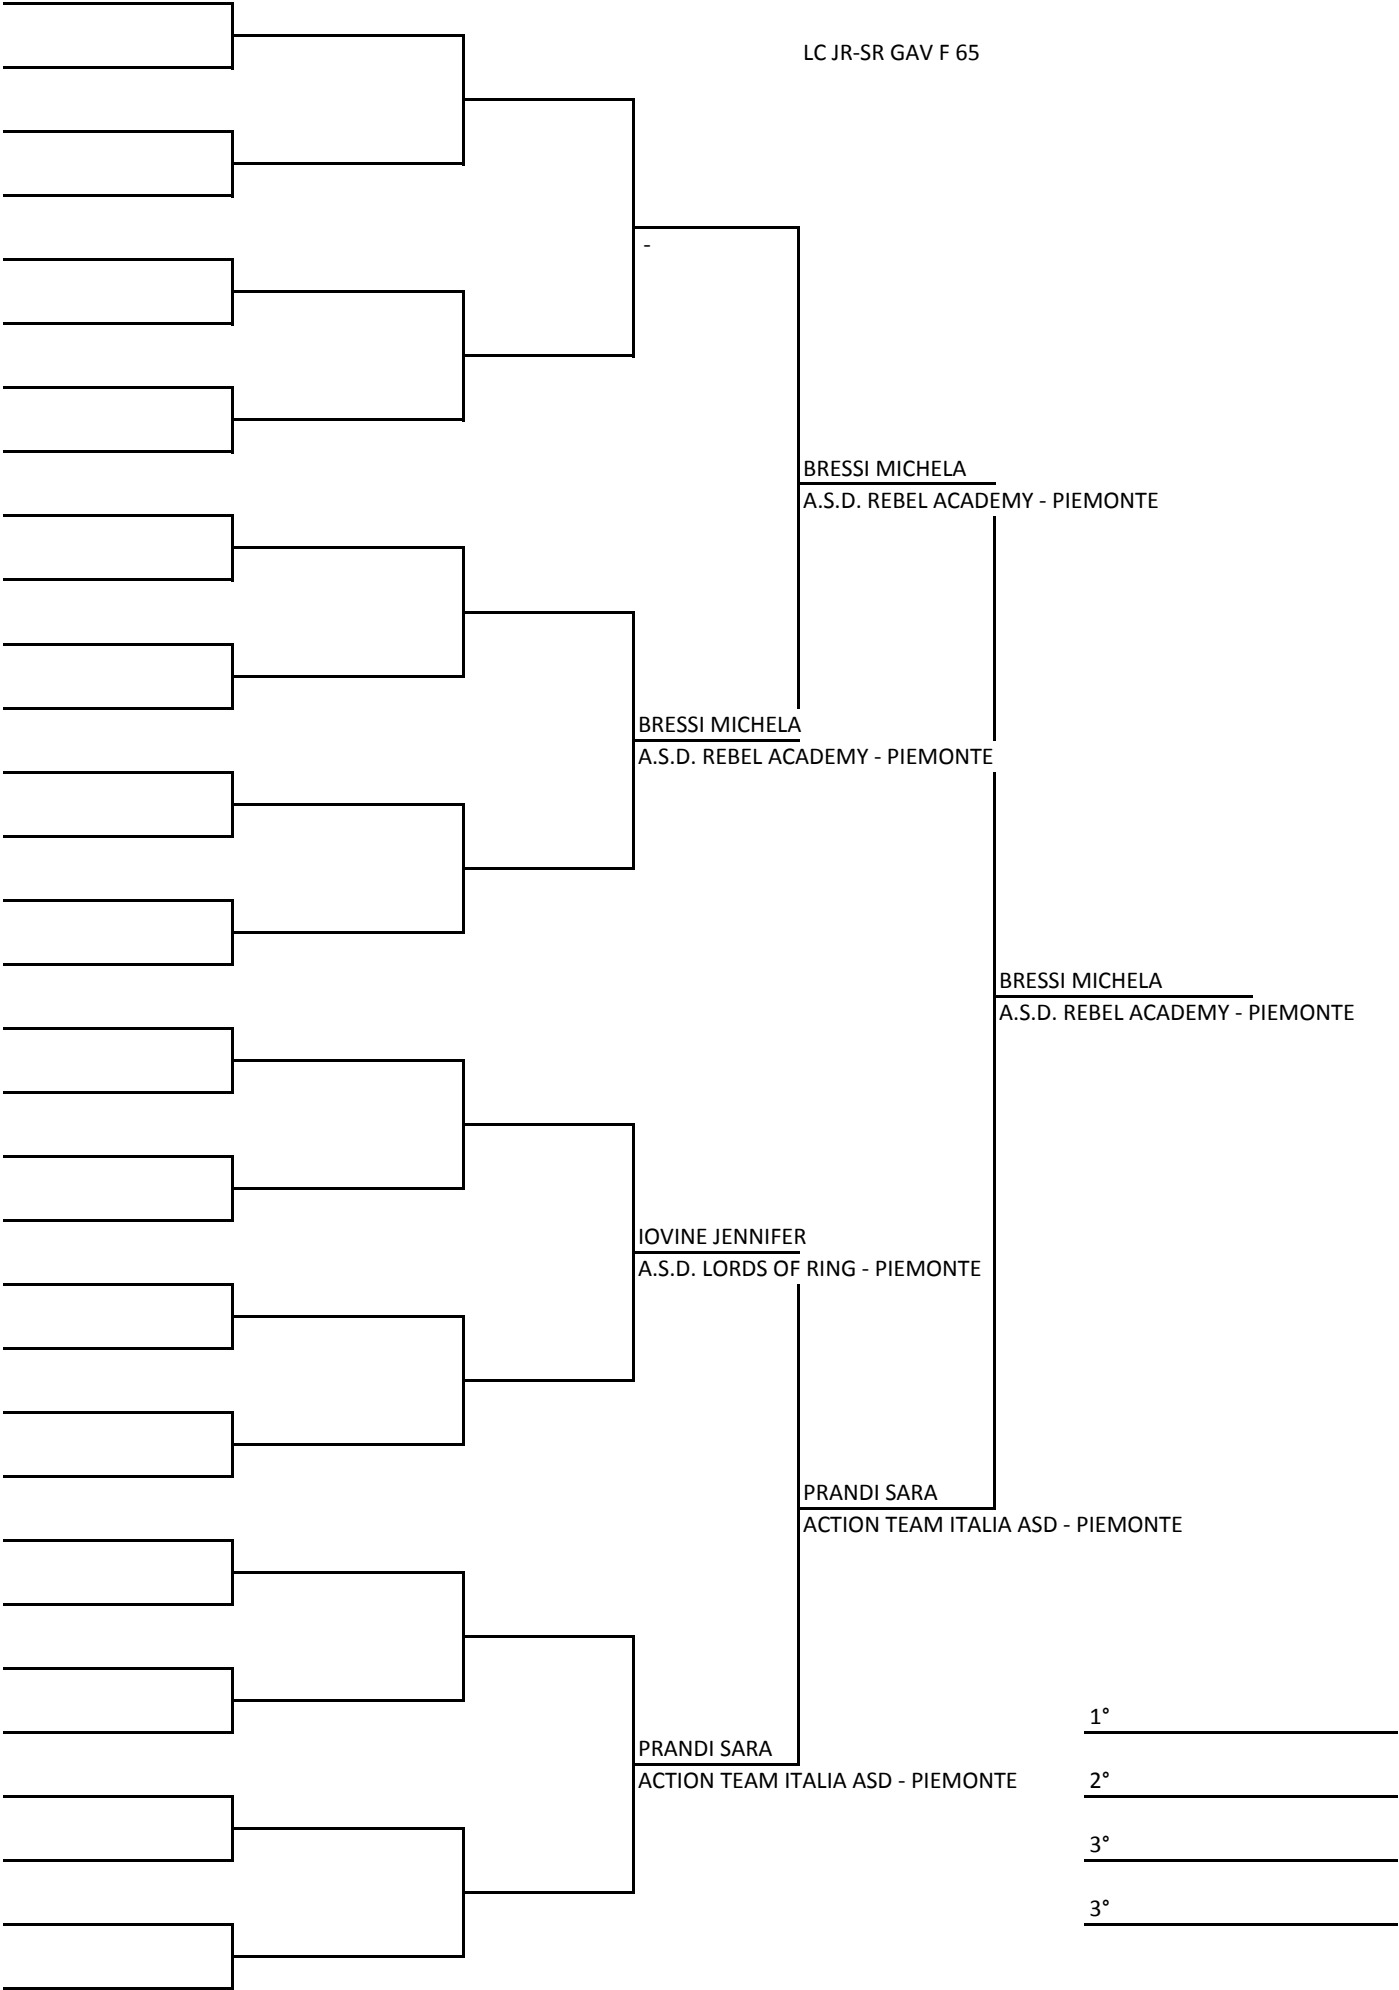 LC JR-SR GAV F 65
-
BRESSI MICHELA
A.S.D. REBEL ACADEMY - PIEMONTE
BRESSI MICHELA
A.S.D. REBEL ACADEMY - PIEMONTE
BRESSI MICHELA
A.S.D. REBEL ACADEMY - PIEMONTE
IOVINE JENNIFER
A.S.D. LORDS OF RING - PIEMONTE
PRANDI SARA
ACTION TEAM ITALIA ASD - PIEMONTE
1°
PRANDI SARA
ACTION TEAM ITALIA ASD - PIEMONTE
2°
3°
3°